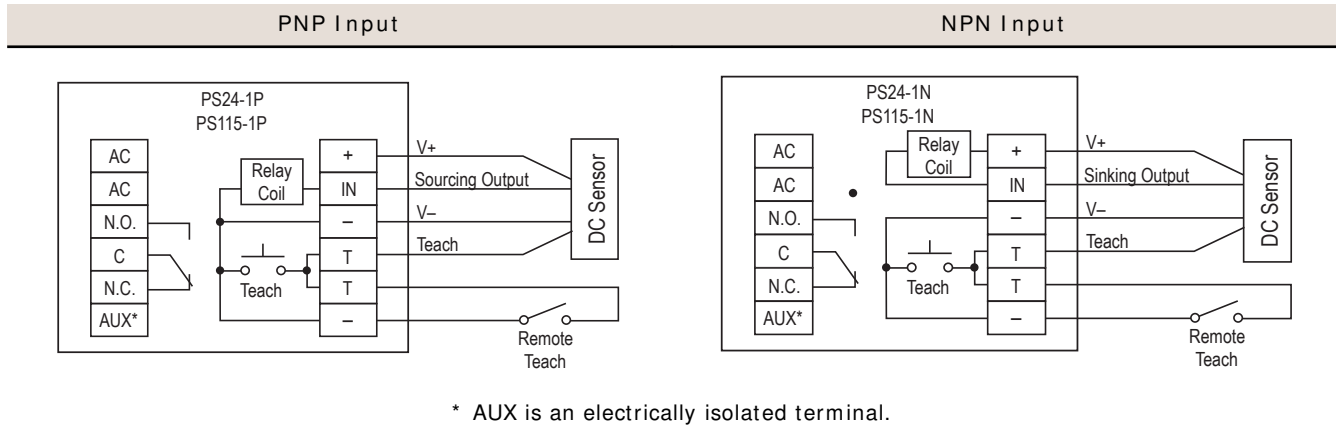 PNP Input
NPN Input
PS24-1P
PS115-1P
AC
AC
N.O.
C
N.C.
AUX*
Relay
Coil
Teach
+
IN
–
T
T
–
V+
Sourcing Output
V–
Teach
DC Sensor
Remote
Teach
PS24-1N
PS115-1N
AC
AC
N.O.
C
N.C.
AUX*
Relay
Coil
Teach
+
IN
–
T
T
–
V+
Sinking Output
V–
Teach
DC Sensor
Remote
Teach
* AUX is an electrically isolated terminal.